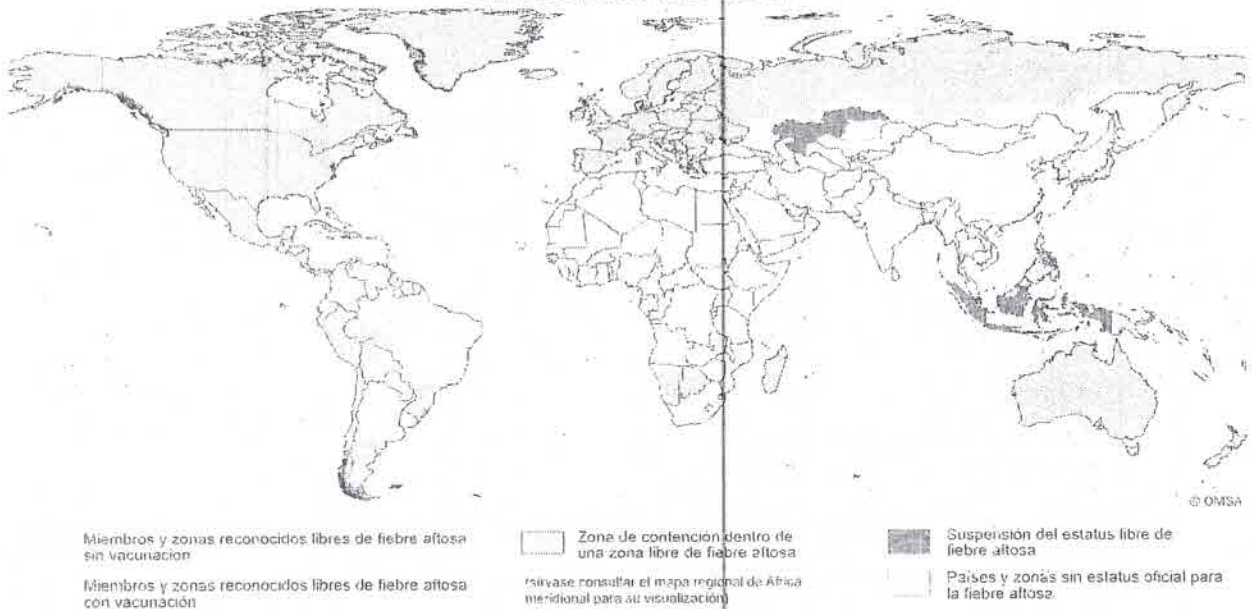 © OMSA
Miembros y zonas reconocidos libres de fiebre aftosa
sin vacunación
Miembros y zonas reconocidos libres de fiebre aftosa
con vacunación
Zona de contención dentro de
una zona libre de fiebre aftosa
(sírvase consultar el mapa regional de África
meridional para su visualización)
Suspensión del estatus libre de
fiebre aftosa
Países y zonas sin estatus oficial para
la fiebre aftosa